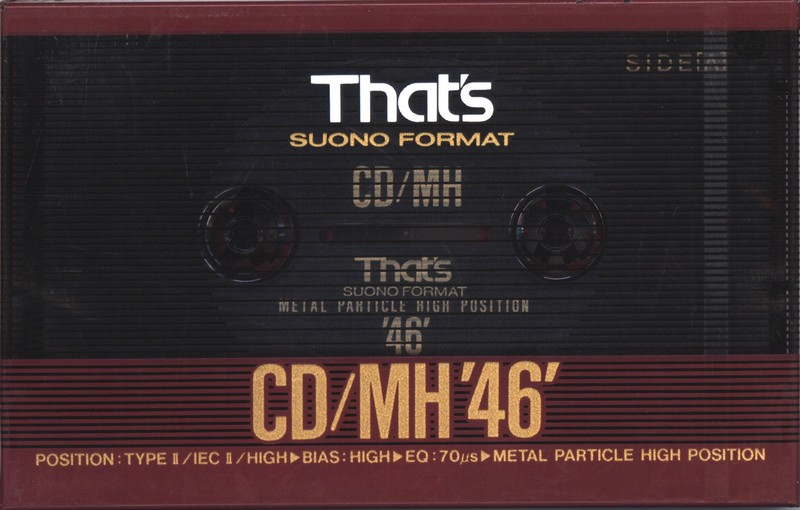 SIDE[A]
That's
SUONO FORMAT
CD/MH
That's
SUONO FORMAT
METAL PARTICLE HIGH POSITION
'46'
CD/MH'46'
POSITION:TYPE II/IEC II/HIGH▶BIAS:HIGH▶EQ:70μs▶METAL PARTICLE HIGH POSITION